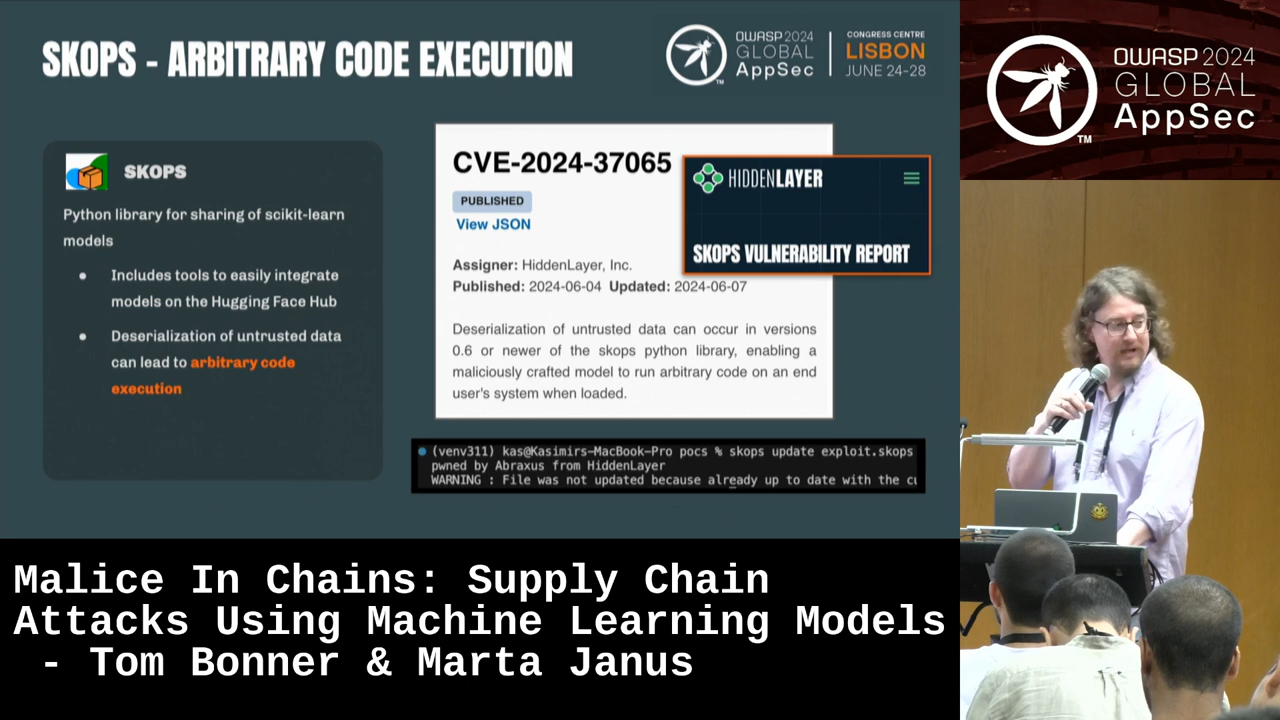 SKOPS - ARBITRARY CODE EXECUTION
OWASP 2024
GLOBAL
AppSec
TM
CONGRESS CENTRE
LISBON
JUNE 24-28
SKOPS
Python library for sharing of scikit-learn
models
● Includes tools to easily integrate
models on the Hugging Face Hub
● Deserialization of untrusted data
can lead to arbitrary code
execution
CVE-2024-37065
PUBLISHED
View JSON
Assigner: HiddenLayer, Inc.
Published: 2024-06-04 Updated: 2024-06-07
Deserialization of untrusted data can occur in versions
0.6 or newer of the skops python library, enabling a
maliciously crafted model to run arbitrary code on an end
user's system when loaded.
HIDDENLAYER
SKOPS VULNERABILITY REPORT
(venv311) kas@Kasimirs-MacBook-Pro pocs % skops update exploit.skops
pwned by Abraxus from HiddenLayer
WARNING : File was not updated because already up to date with the cu
OWASP 2024
GLOBAL
AppSec
TM
Malice In Chains: Supply Chain
Attacks Using Machine Learning Models
- Tom Bonner & Marta Janus